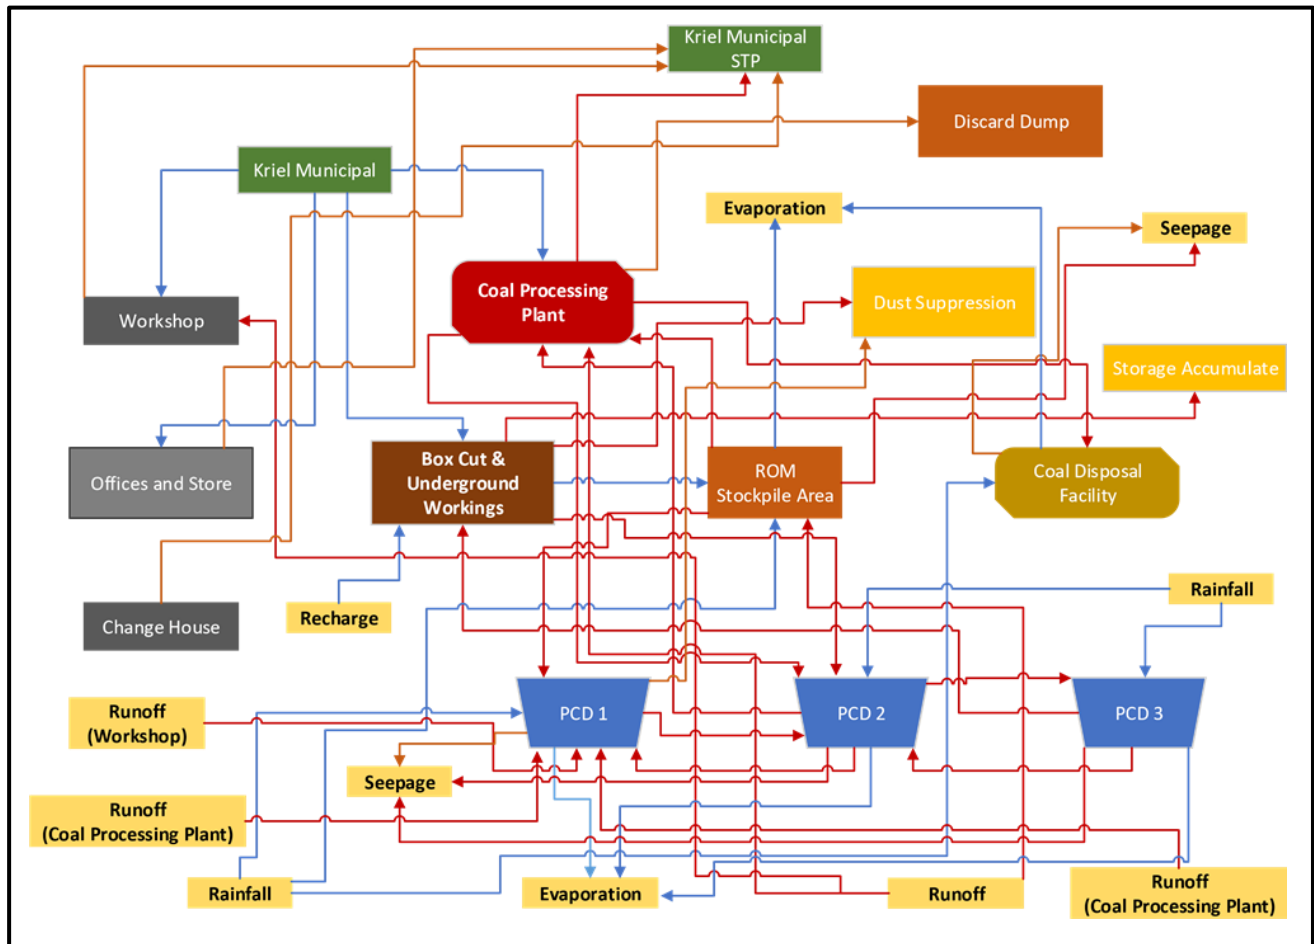 Kriel Municipal
STP
Discard Dump
Kriel Municipal
Evaporation
Seepage
Coal Processing
Plant
Dust Suppression
Workshop
Storage Accumulate
Box Cut &
Underground
Workings
ROM
Stockpile Area
Offices and Store
Coal Disposal
Facility
Recharge
Rainfall
Change House
PCD 1
PCD 2
PCD 3
Runoff
(Workshop)
Seepage
Runoff
(Coal Processing Plant)
Rainfall
Evaporation
Runoff
Runoff
(Coal Processing Plant)